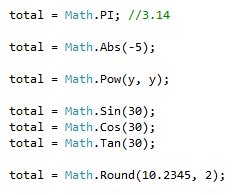 total = Math.PI; //3.14
total = Math.Abs(-5);
total = Math.Pow(y, y);
total = Math.Sin(30);
total = Math.Cos(30);
total = Math.Tan(30);
total = Math.Round(10.2345, 2);